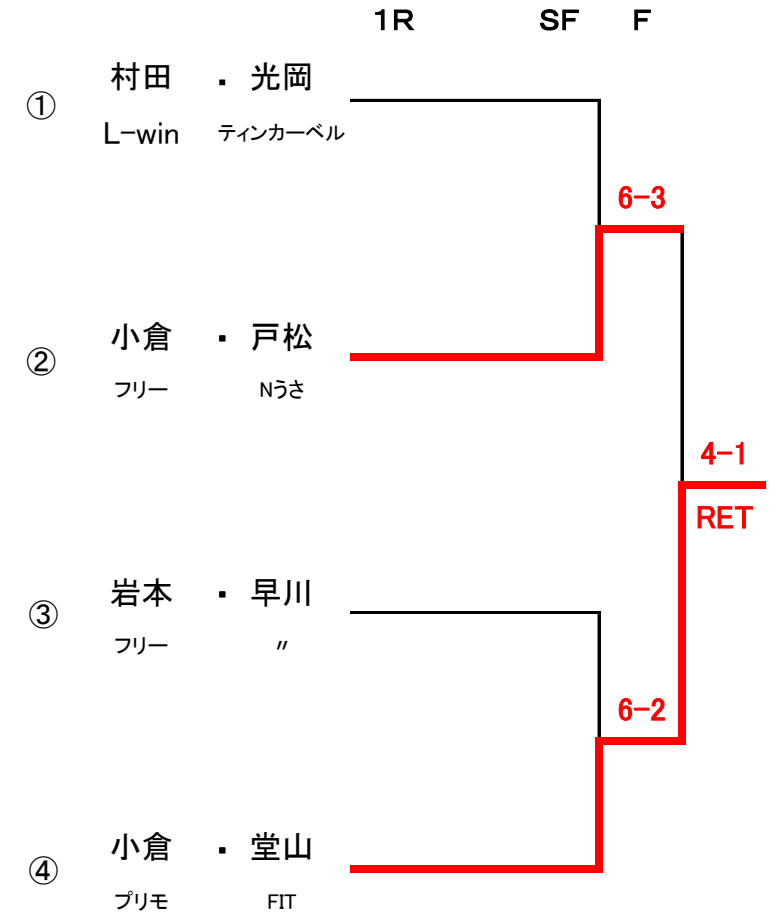 1R SF F
① 村田 ・ 光岡
L-win ティンカーベル
6-3
② 小倉 ・ 戸松
フリー Nうさ
4-1
RET
③ 岩本 ・ 早川
フリー 〃
6-2
④ 小倉 ・ 堂山
プリモ FIT